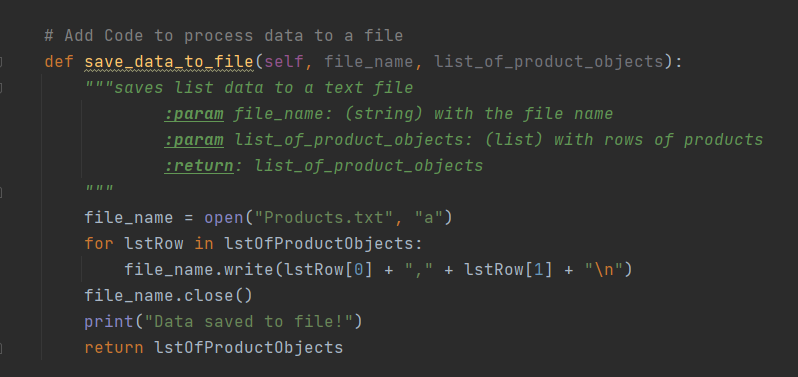 # Add Code to process data to a file
def save_data_to_file(self, file_name, list_of_product_objects):
    """saves list data to a text file
            :param file_name: (string) with the file name
            :param list_of_product_objects: (list) with rows of products
            :return: list_of_product_objects
    """
    file_name = open("Products.txt", "a")
    for lstRow in lstOfProductObjects:
        file_name.write(lstRow[0] + "," + lstRow[1] + "\n")
    file_name.close()
    print("Data saved to file!")
    return lstOfProductObjects